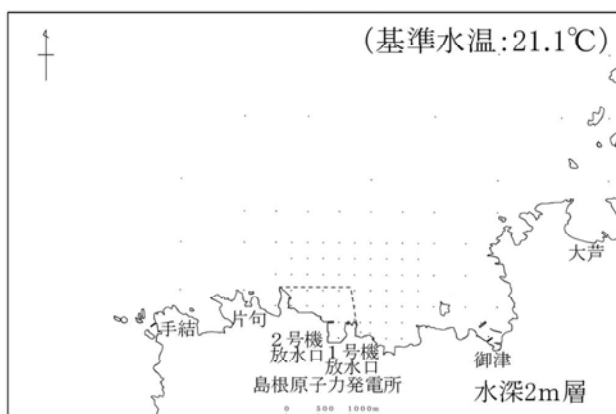 (基準水温:21.1℃)
大芦
手結
片句
2号機
放水口
1号機
放水口
御津
島根原子力発電所
水深2m層
0 500 1000m